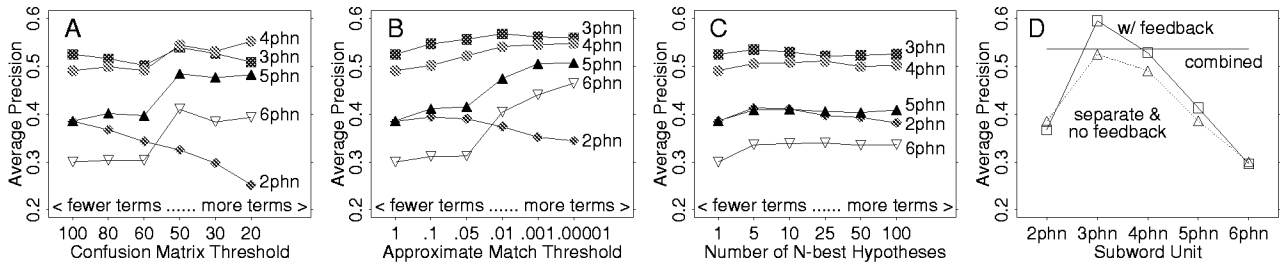 A
Average Precision
0.6
0.5
0.4
0.3
0.2
4phn
3phn
5phn
6phn
2phn
< fewer terms ...... more terms >
100 80 60 50 30 20
Confusion Matrix Threshold
B
Average Precision
0.6
0.5
0.4
0.3
0.2
3phn
4phn
5phn
6phn
2phn
< fewer terms ...... more terms >
1 .1 .05 .01 .001 .00001
Approximate Match Threshold
C
Average Precision
0.6
0.5
0.4
0.3
0.2
3phn
4phn
5phn
2phn
6phn
< fewer terms ...... more terms >
1 5 10 25 50 100
Number of N-best Hypotheses
D
Average Precision
0.6
0.5
0.4
0.3
0.2
w/ feedback
combined
separate &
no feedback
2phn 3phn 4phn 5phn 6phn
Subword Unit